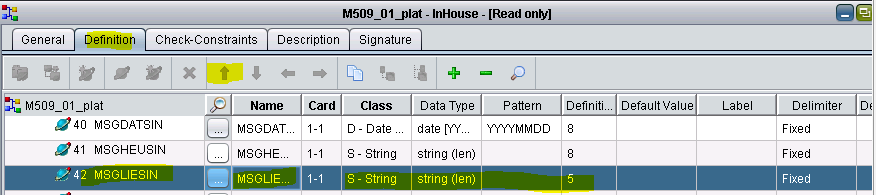 M509_01_plat - InHouse - [Read only]
General Definition Check-Constraints Description Signature
M509_01_plat Name Card Class Data Type Pattern Definiti... Default Value Label Delimiter De
40 MSGDATSIN ... MSGDAT... 1-1 D - Date ... date [YY... YYYYMMDD 8 Fixed
41 MSGHEUSIN ... MSGHE... 1-1 S - String string (len) 8 Fixed
42 MSGLIESIN ... MSGLIE... 1-1 S - String string (len) 5 Fixed